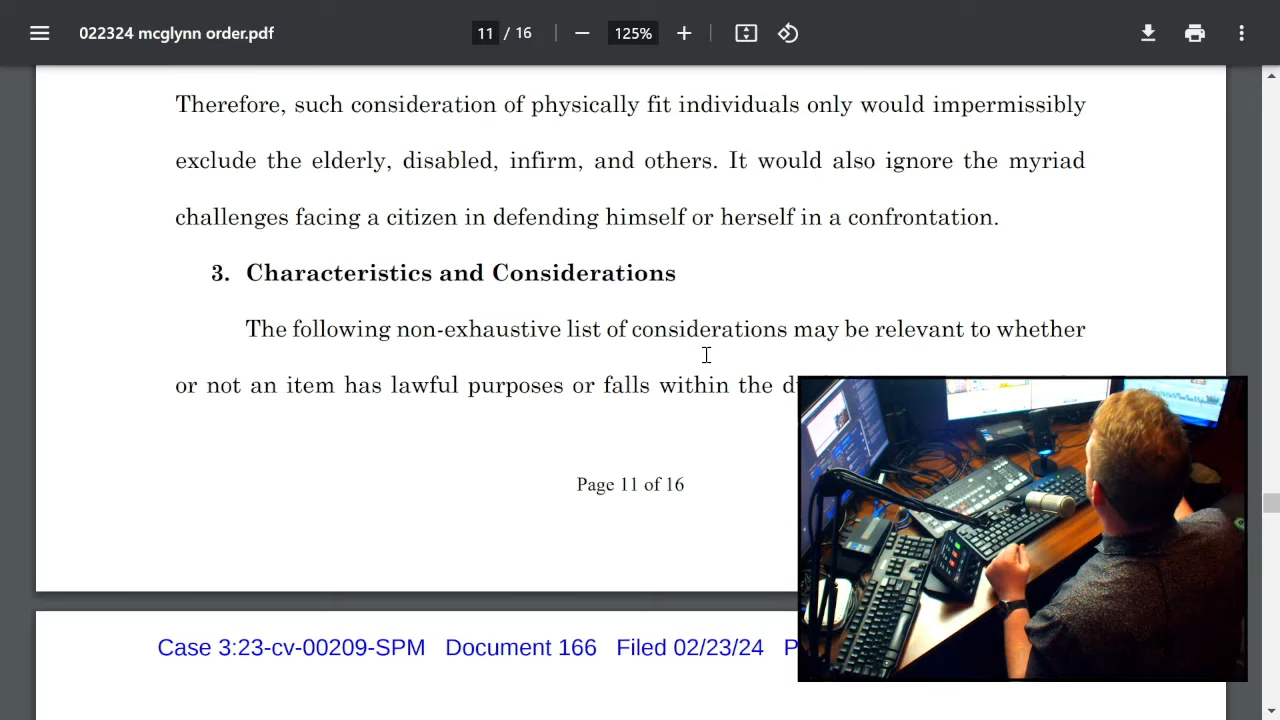 022324 mcglynn order.pdf
11 / 16
125%
Therefore, such consideration of physically fit individuals only would impermissibly
exclude the elderly, disabled, infirm, and others. It would also ignore the myriad
challenges facing a citizen in defending himself or herself in a confrontation.
3. Characteristics and Considerations
The following non-exhaustive list of considerations may be relevant to whether
or not an item has lawful purposes or falls within the
Page 11 of 16
Case 3:23-cv-00209-SPM Document 166 Filed 02/23/24